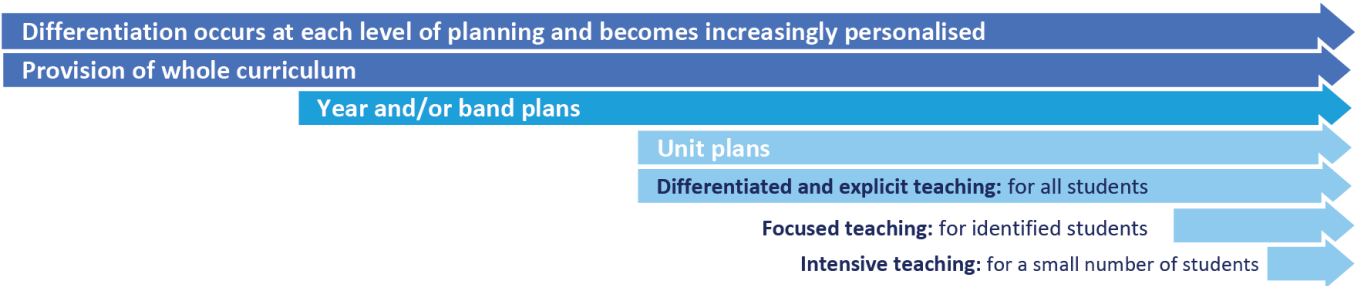 Differentiation occurs at each level of planning and becomes increasingly personalised
Provision of whole curriculum
Year and/or band plans
Unit plans
Differentiated and explicit teaching: for all students
Focused teaching: for identified students
Intensive teaching: for a small number of students